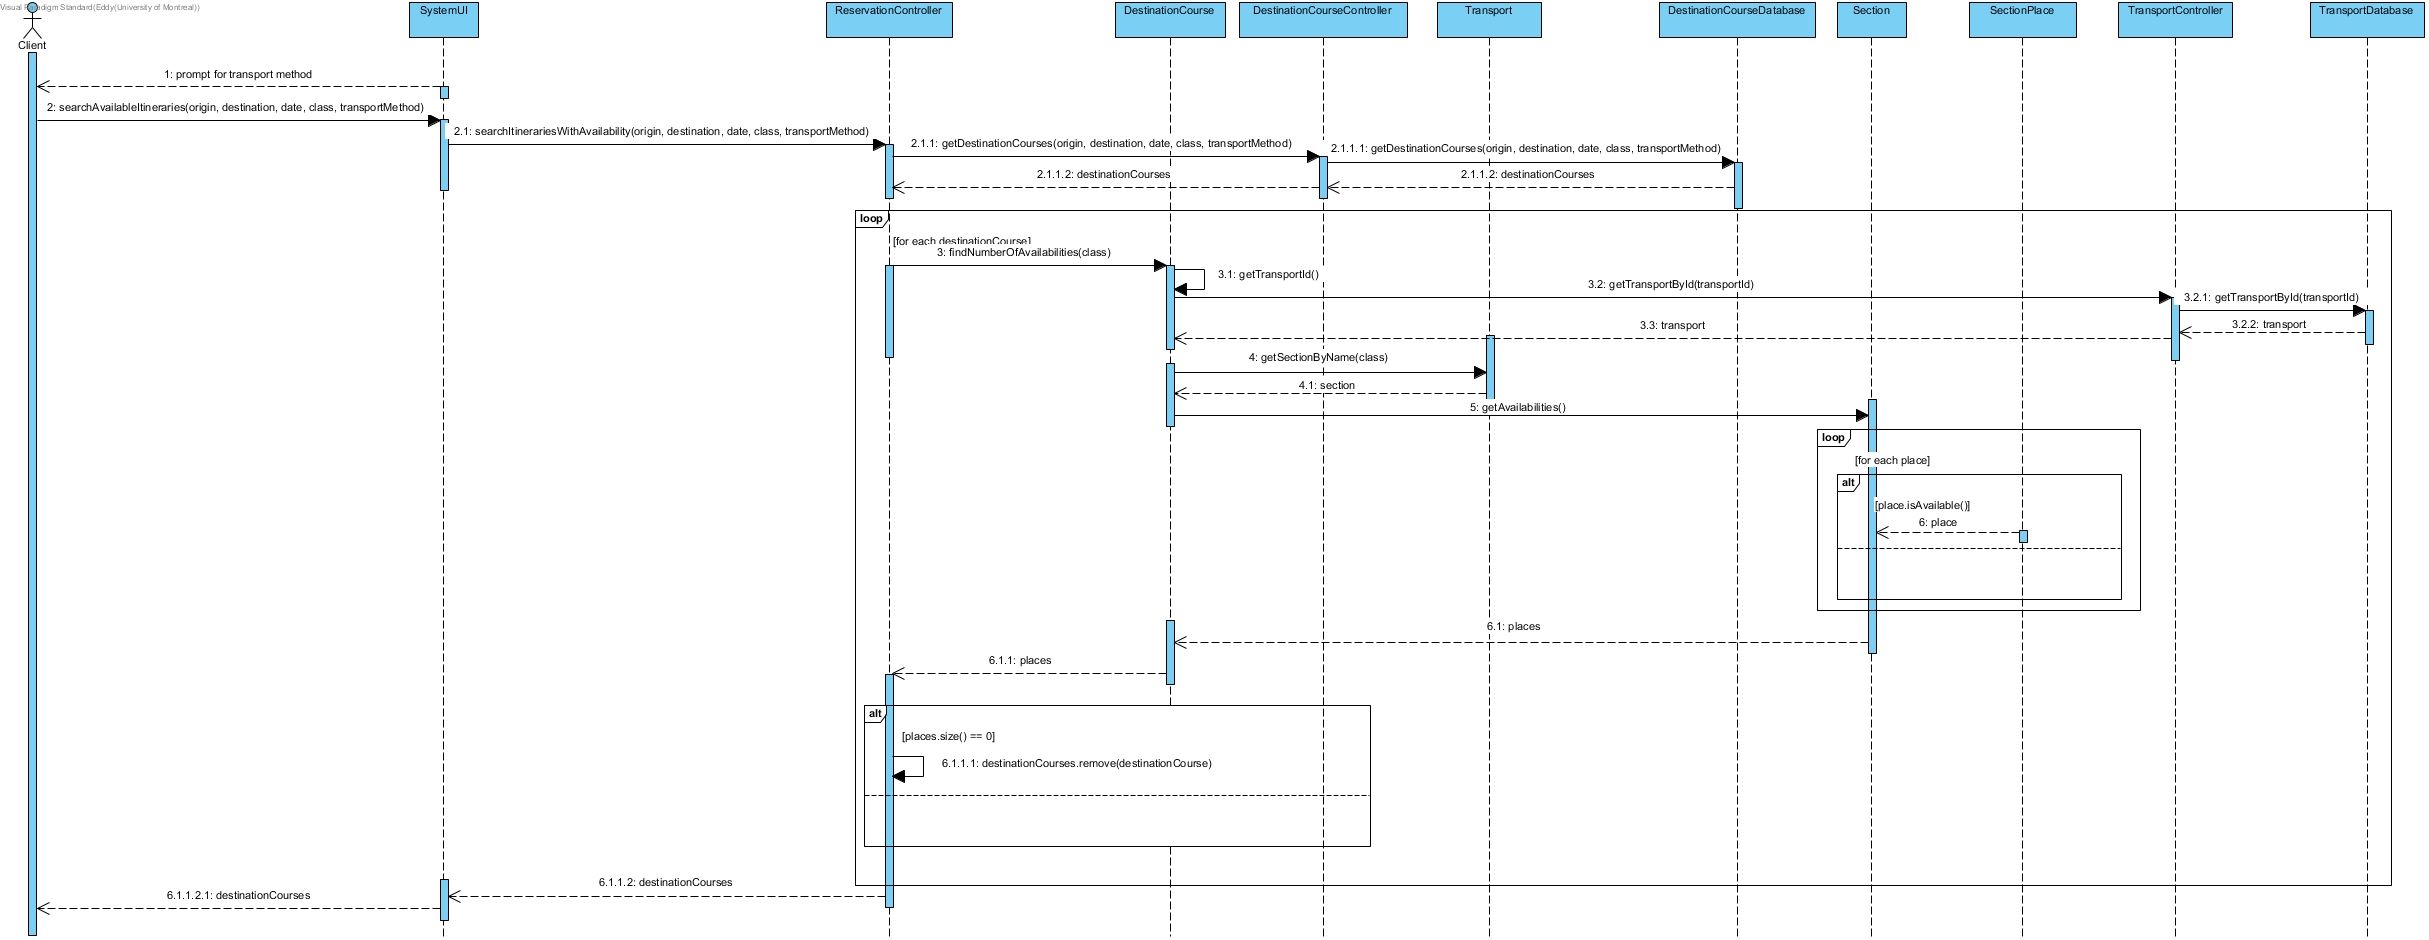 Visual Paradigm Standard(Eddy(University of Montreal))
Client
SystemUI
ReservationController
DestinationCourse
DestinationCourseController
Transport
DestinationCourseDatabase
Section
SectionPlace
TransportController
TransportDatabase
1: prompt for transport method
2: searchAvailableItineraries(origin, destination, date, class, transportMethod)
2.1: searchItinerariesWithAvailability(origin, destination, date, class, transportMethod)
2.1.1: getDestinationCourses(origin, destination, date, class, transportMethod)
2.1.1.1: getDestinationCourses(origin, destination, date, class, transportMethod)
2.1.1.2: destinationCourses
2.1.1.2: destinationCourses
loop
[for each destinationCourse]
3: findNumberOfAvailabilities(class)
3.1: getTransportId()
3.2: getTransportById(transportId)
3.2.1: getTransportById(transportId)
3.3: transport
3.2.2: transport
4: getSectionByName(class)
4.1: section
5: getAvailabilities()
loop
[for each place]
alt
[place.isAvailable()]
6: place
6.1: places
6.1.1: places
alt
[places.size() == 0]
6.1.1.1: destinationCourses.remove(destinationCourse)
6.1.1.2: destinationCourses
6.1.1.2.1: destinationCourses